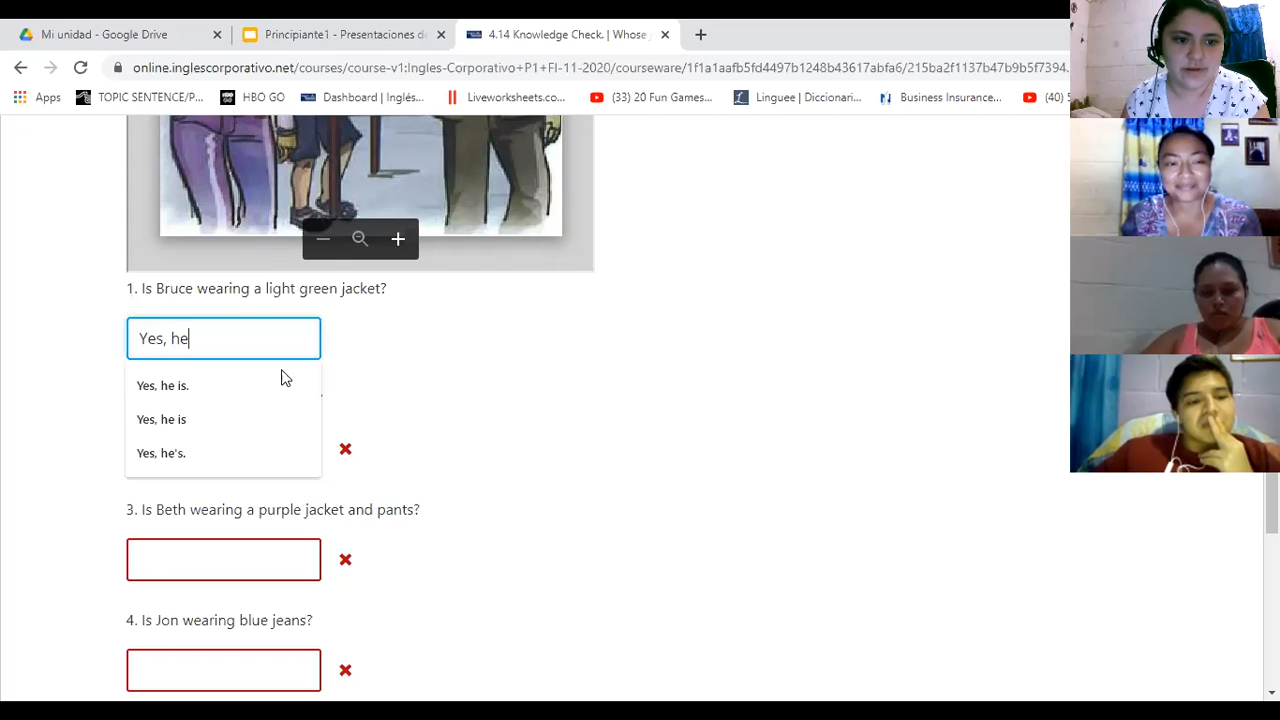 Mi unidad - Google Drive
Principiante1 - Presentaciones de
4.14 Knowledge Check. | Whose
online.inglescorporativo.net/courses/course-v1:Ingles-Corporativo+P1+FI-11-2020/courseware/1f1a1aafb5fd4497b1248b43617abfa6/215ba2f1137b47b9b5f7394.
Apps
TOPIC SENTENCE/P...
HBO GO
Dashboard | Inglés...
Liveworksheets.co...
(33) 20 Fun Games...
Linguee | Diccionari...
Business Insurance...
(40)
1. Is Bruce wearing a light green jacket?
Yes, he
Yes, he is.
Yes, he is
Yes, he's.
3. Is Beth wearing a purple jacket and pants?
4. Is Jon wearing blue jeans?